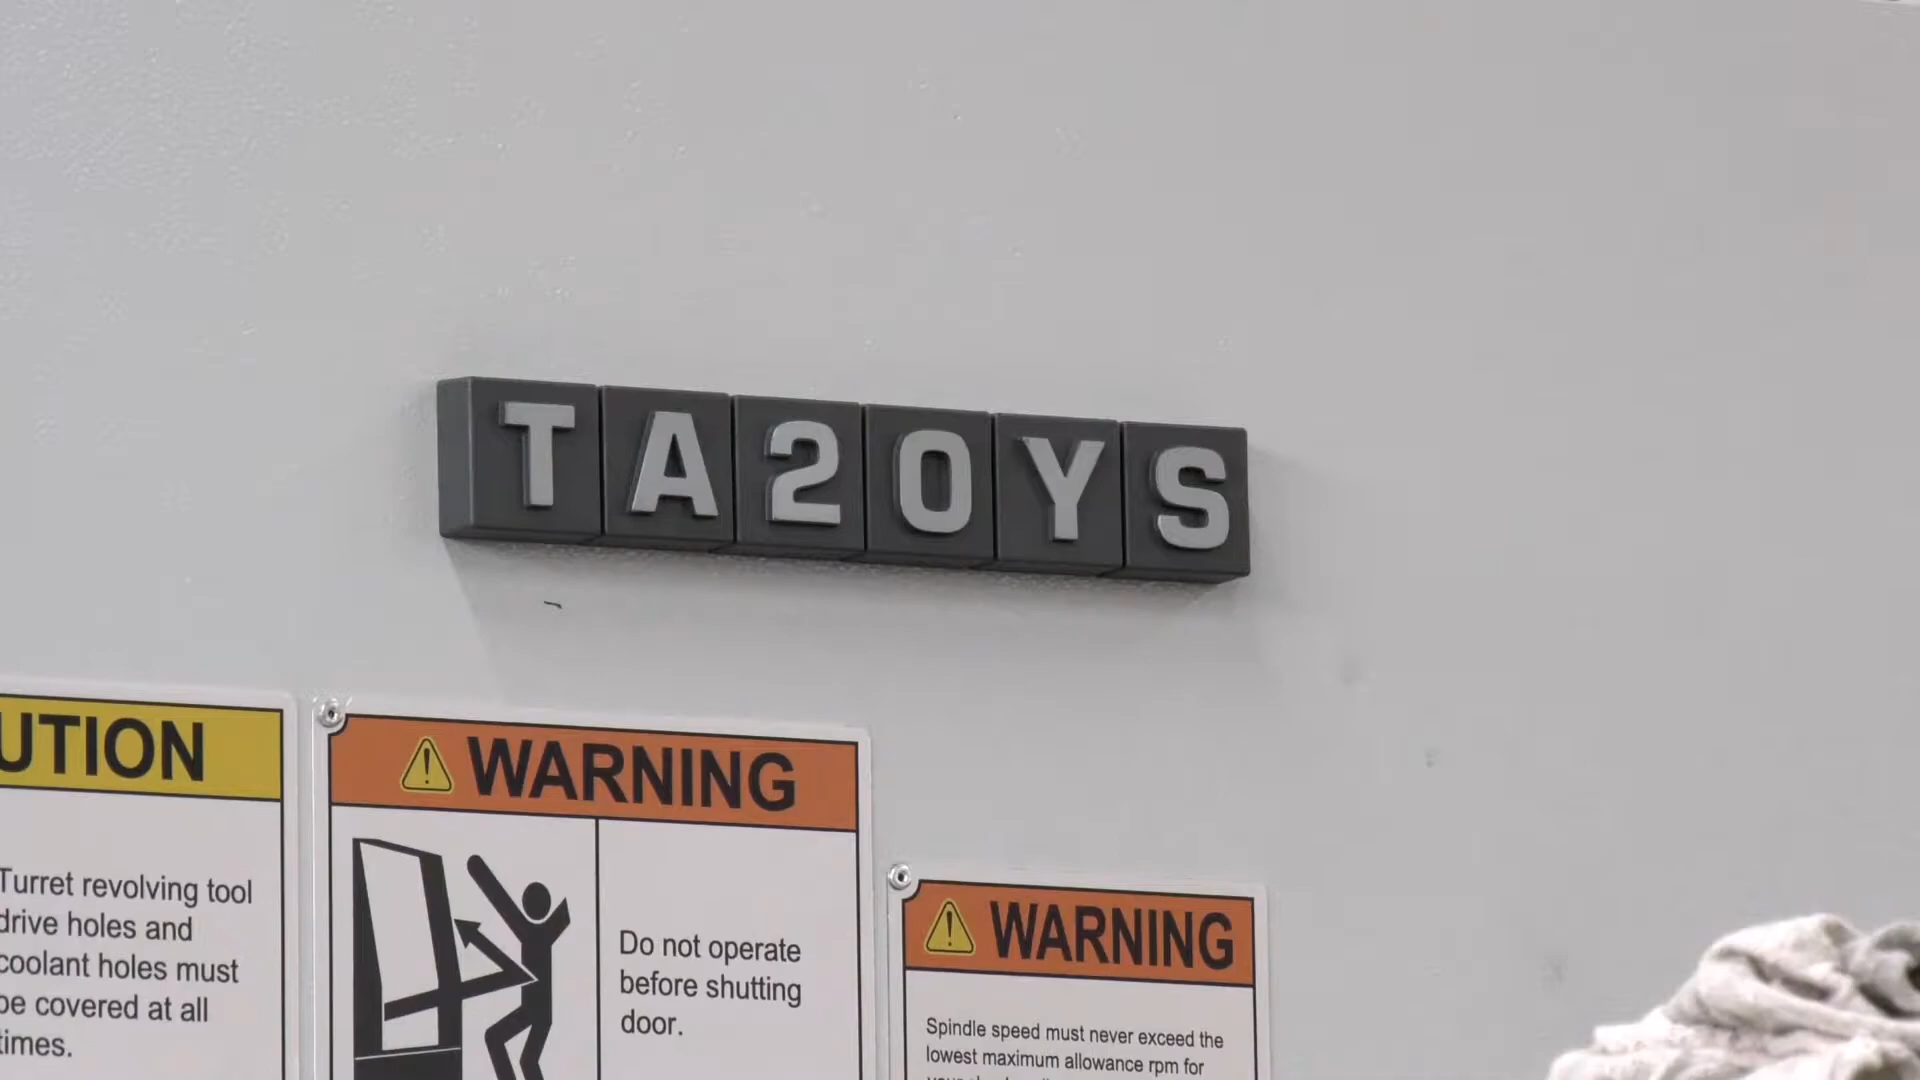 TA20YS
UTION
Turret revolving tool
drive holes and
coolant holes must
be covered at all
times.
WARNING
Do not operate
before shutting
door.
WARNING
Spindle speed must never exceed the
lowest maximum allowance rpm for